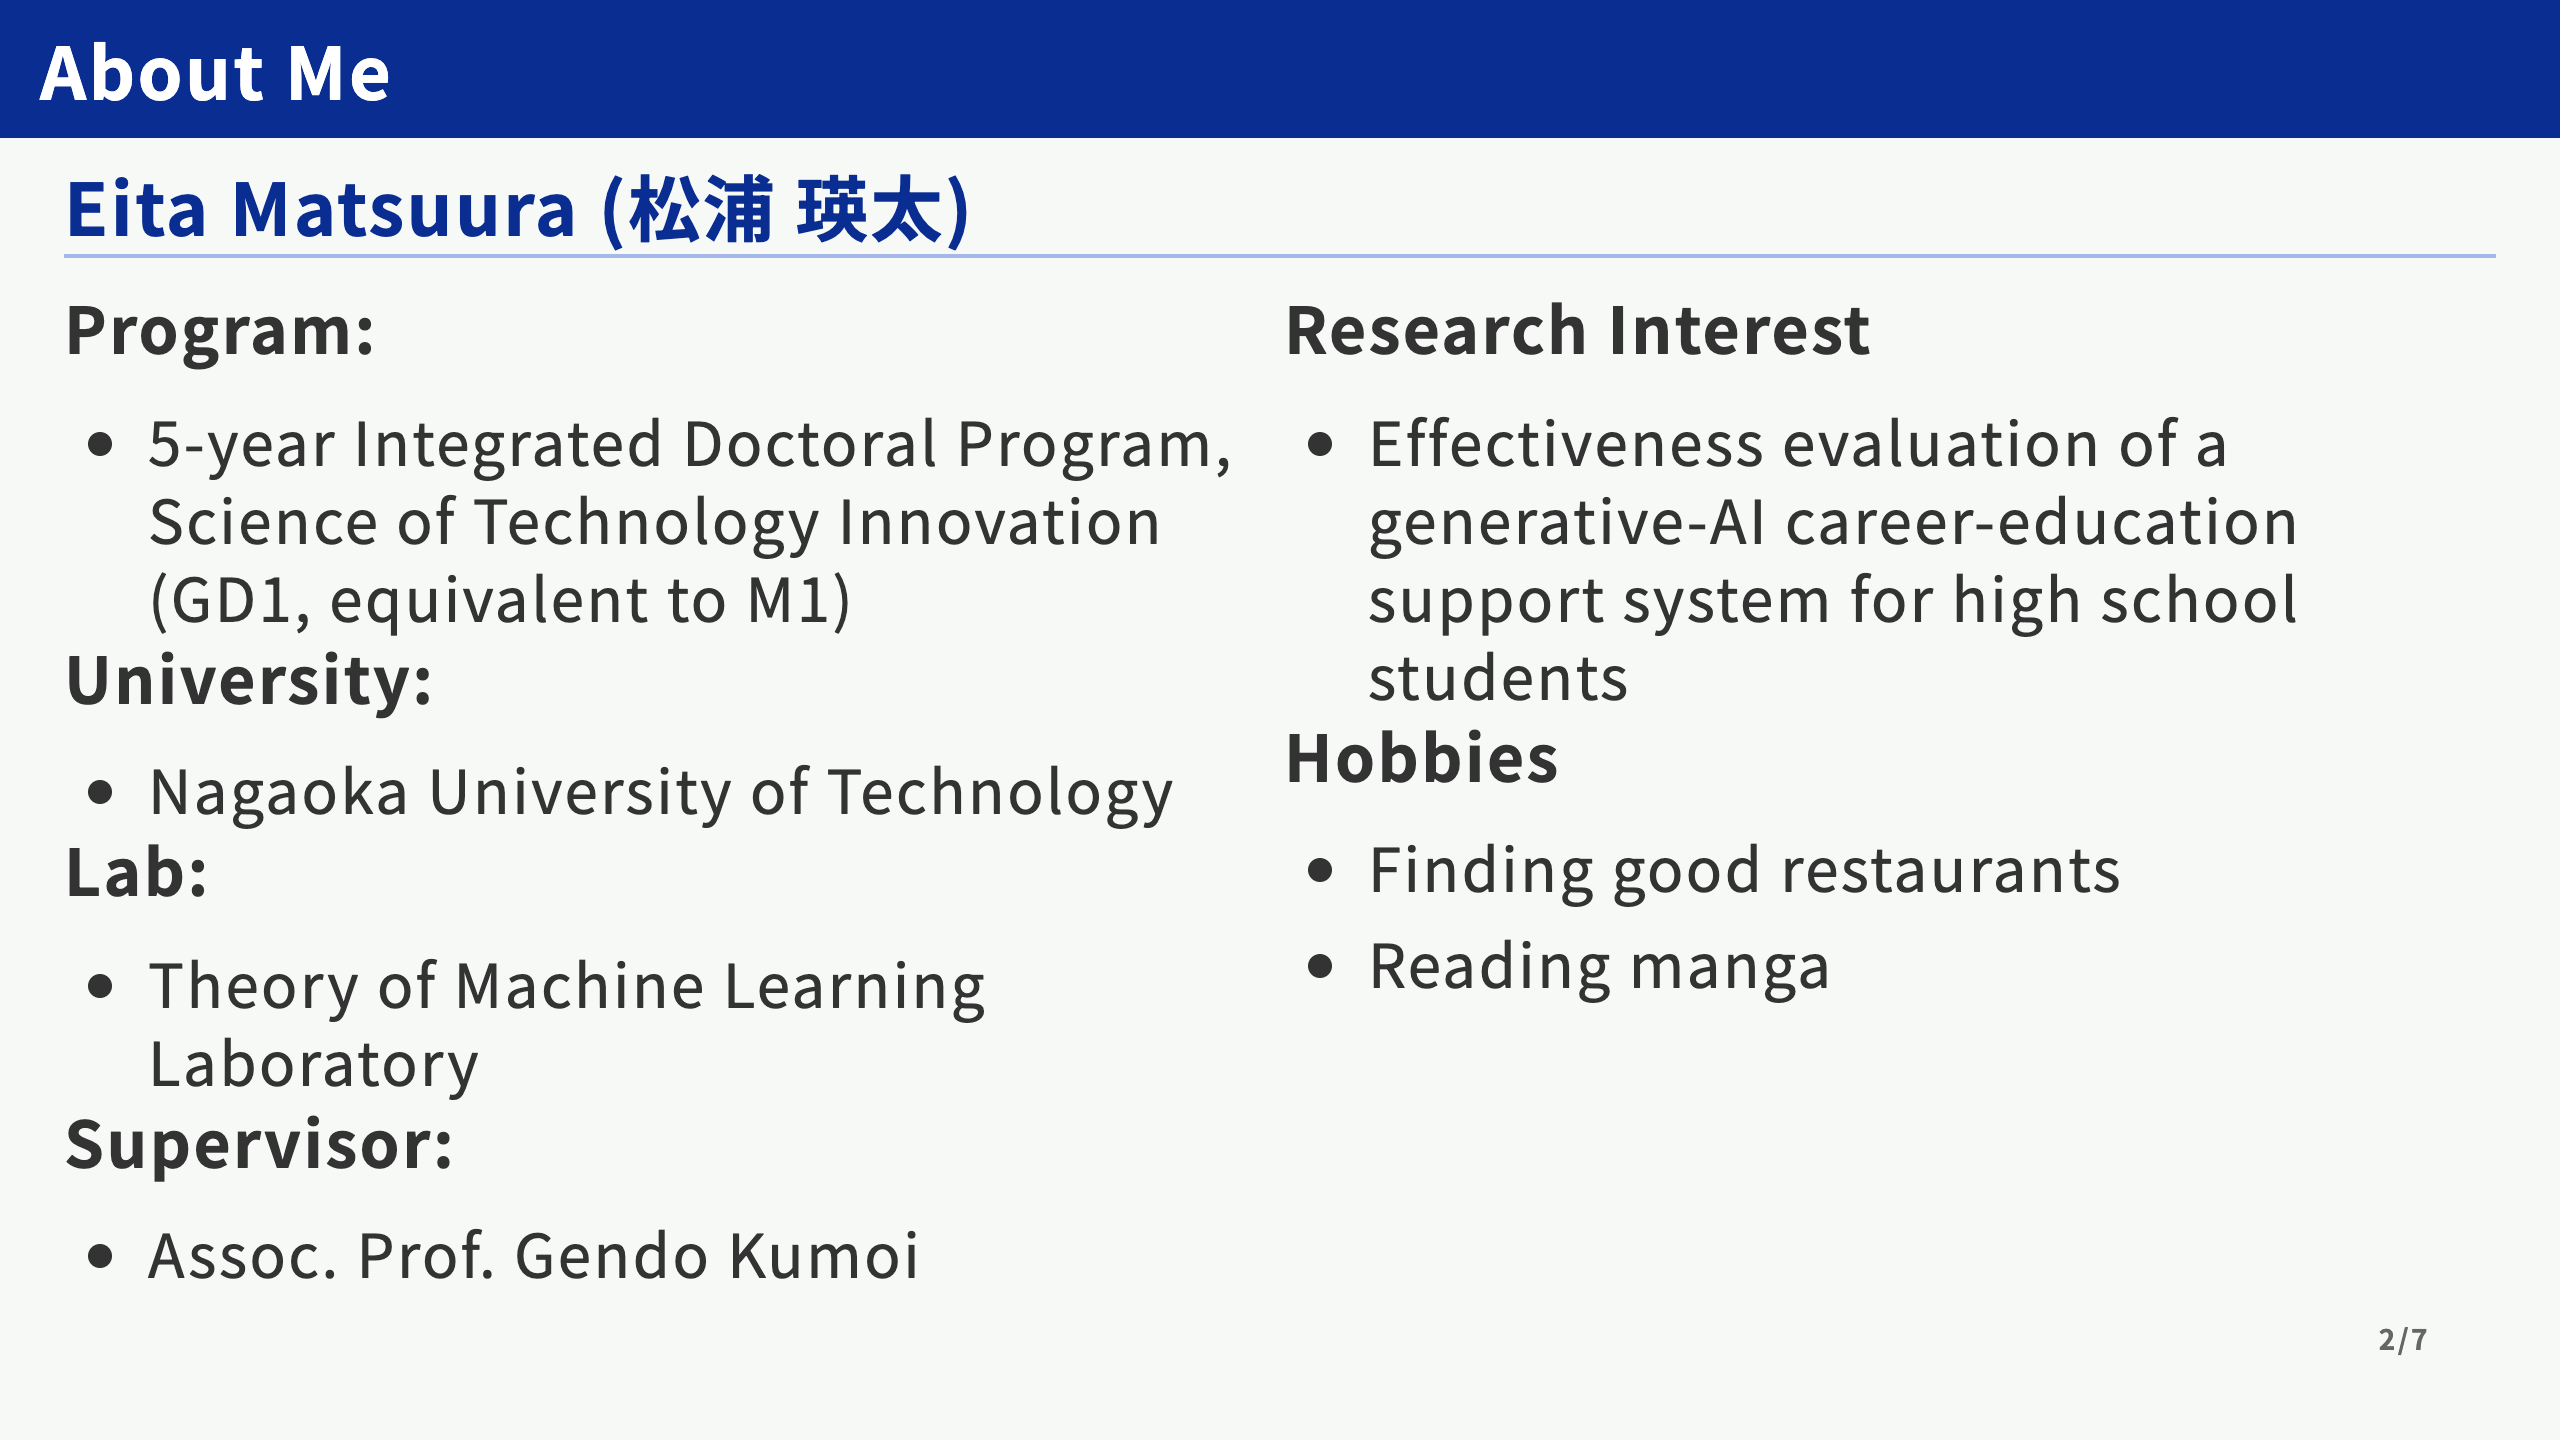 About Me
Eita Matsuura (松浦 瑛太)
Program:
5-year Integrated Doctoral Program,
Science of Technology Innovation
(GD1, equivalent to M1)
University:
Nagaoka University of Technology
Lab:
Theory of Machine Learning
Laboratory
Supervisor:
Assoc. Prof. Gendo Kumoi
Research Interest
Effectiveness evaluation of a
generative-AI career-education
support system for high school
students
Hobbies
Finding good restaurants
Reading manga
2/7